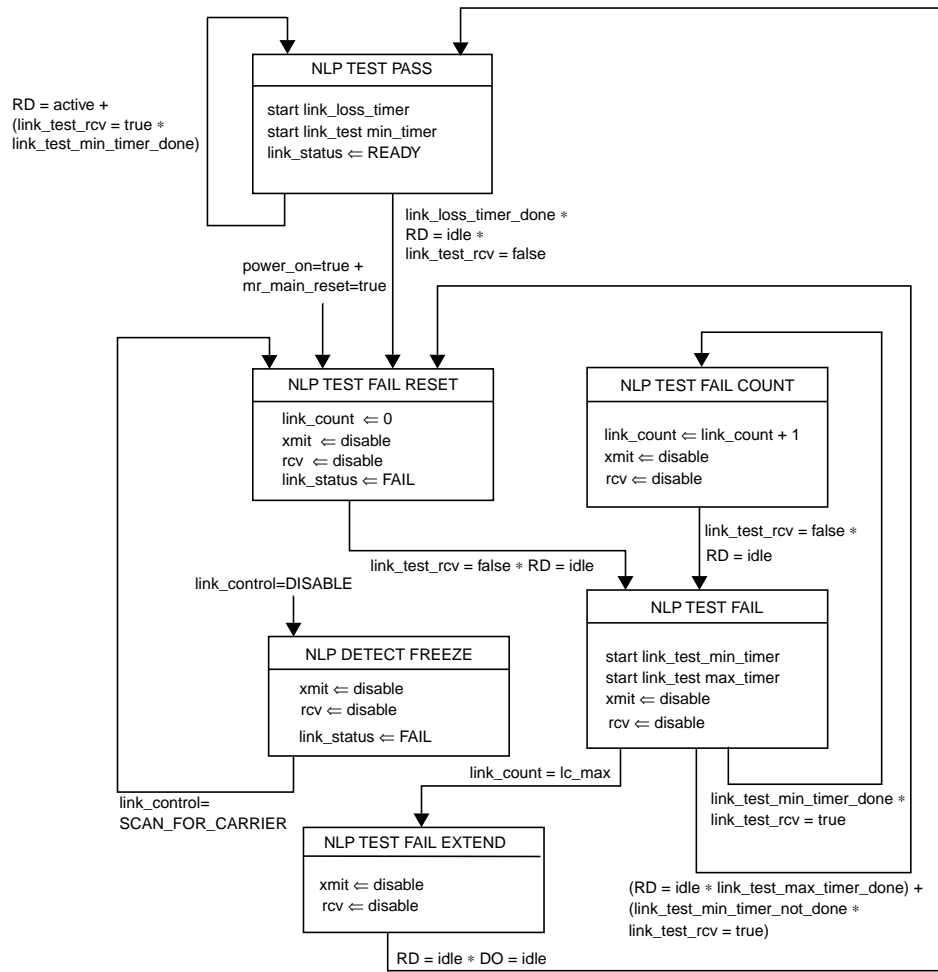 NLP TEST PASS
start link_loss_timer
start link_test min_timer
link_status ⇐ READY
RD = active +
(link_test_rcv = true *
link_test_min_timer_done)
link_loss_timer_done *
RD = idle *
link_test_rcv = false
power_on=true +
mr_main_reset=true
NLP TEST FAIL RESET
link_count ⇐ 0
xmit ⇐ disable
rcv ⇐ disable
link_status ⇐ FAIL
NLP TEST FAIL COUNT
link_count ⇐ link_count + 1
xmit ⇐ disable
rcv ⇐ disable
link_test_rcv = false *
RD = idle
link_test_rcv = false * RD = idle
link_control=DISABLE
NLP TEST FAIL
start link_test_min_timer
start link_test max_timer
xmit ⇐ disable
rcv ⇐ disable
NLP DETECT FREEZE
xmit ⇐ disable
rcv ⇐ disable
link_status ⇐ FAIL
link_count = lc_max
link_control=
SCAN_FOR_CARRIER
link_test_min_timer_done *
link_test_rcv = true
NLP TEST FAIL EXTEND
xmit ⇐ disable
rcv ⇐ disable
(RD = idle * link_test_max_timer_done) +
(link_test_min_timer_not_done *
link_test_rcv = true)
RD = idle * DO = idle